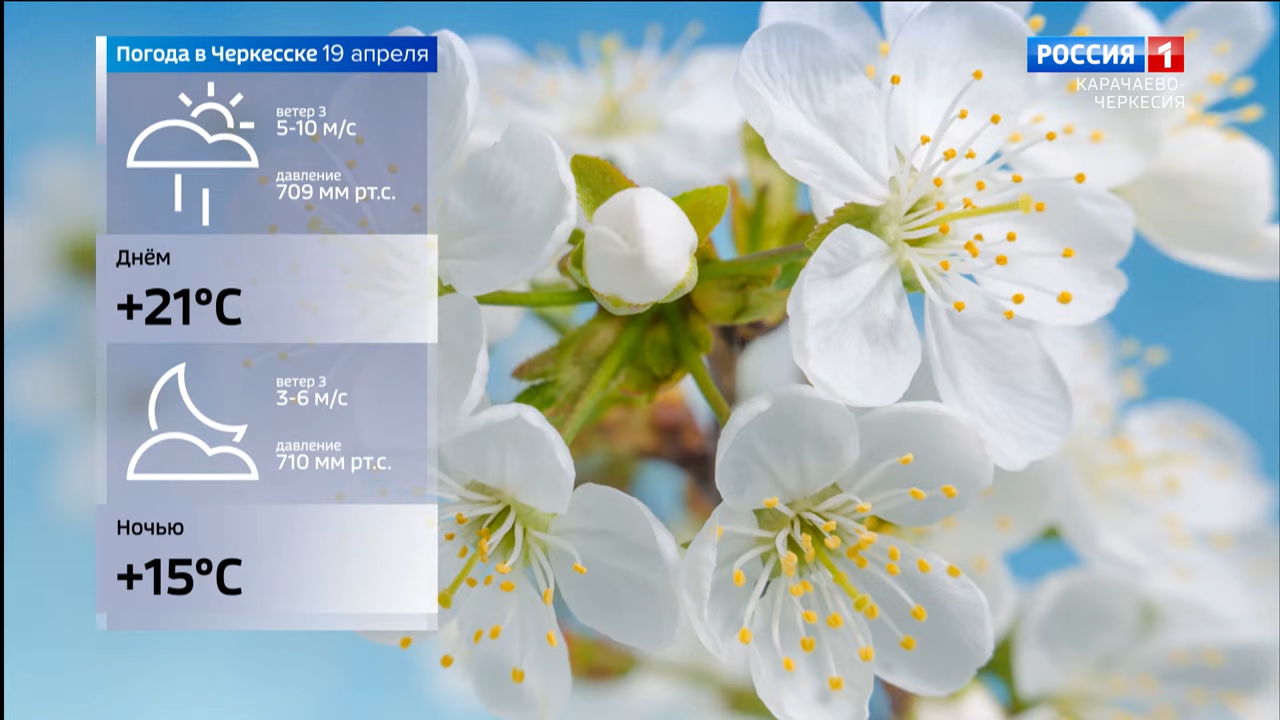 Погода в Черкесске 19 апреля
РОССИЯ 1
КАРАЧАЕВО-
ЧЕРКЕСИЯ
ветер З
5-10 м/с
давление
709 мм рт.с.
Днём
+21°C
ветер З
3-6 м/с
давление
710 мм рт.с.
Ночью
+15°C